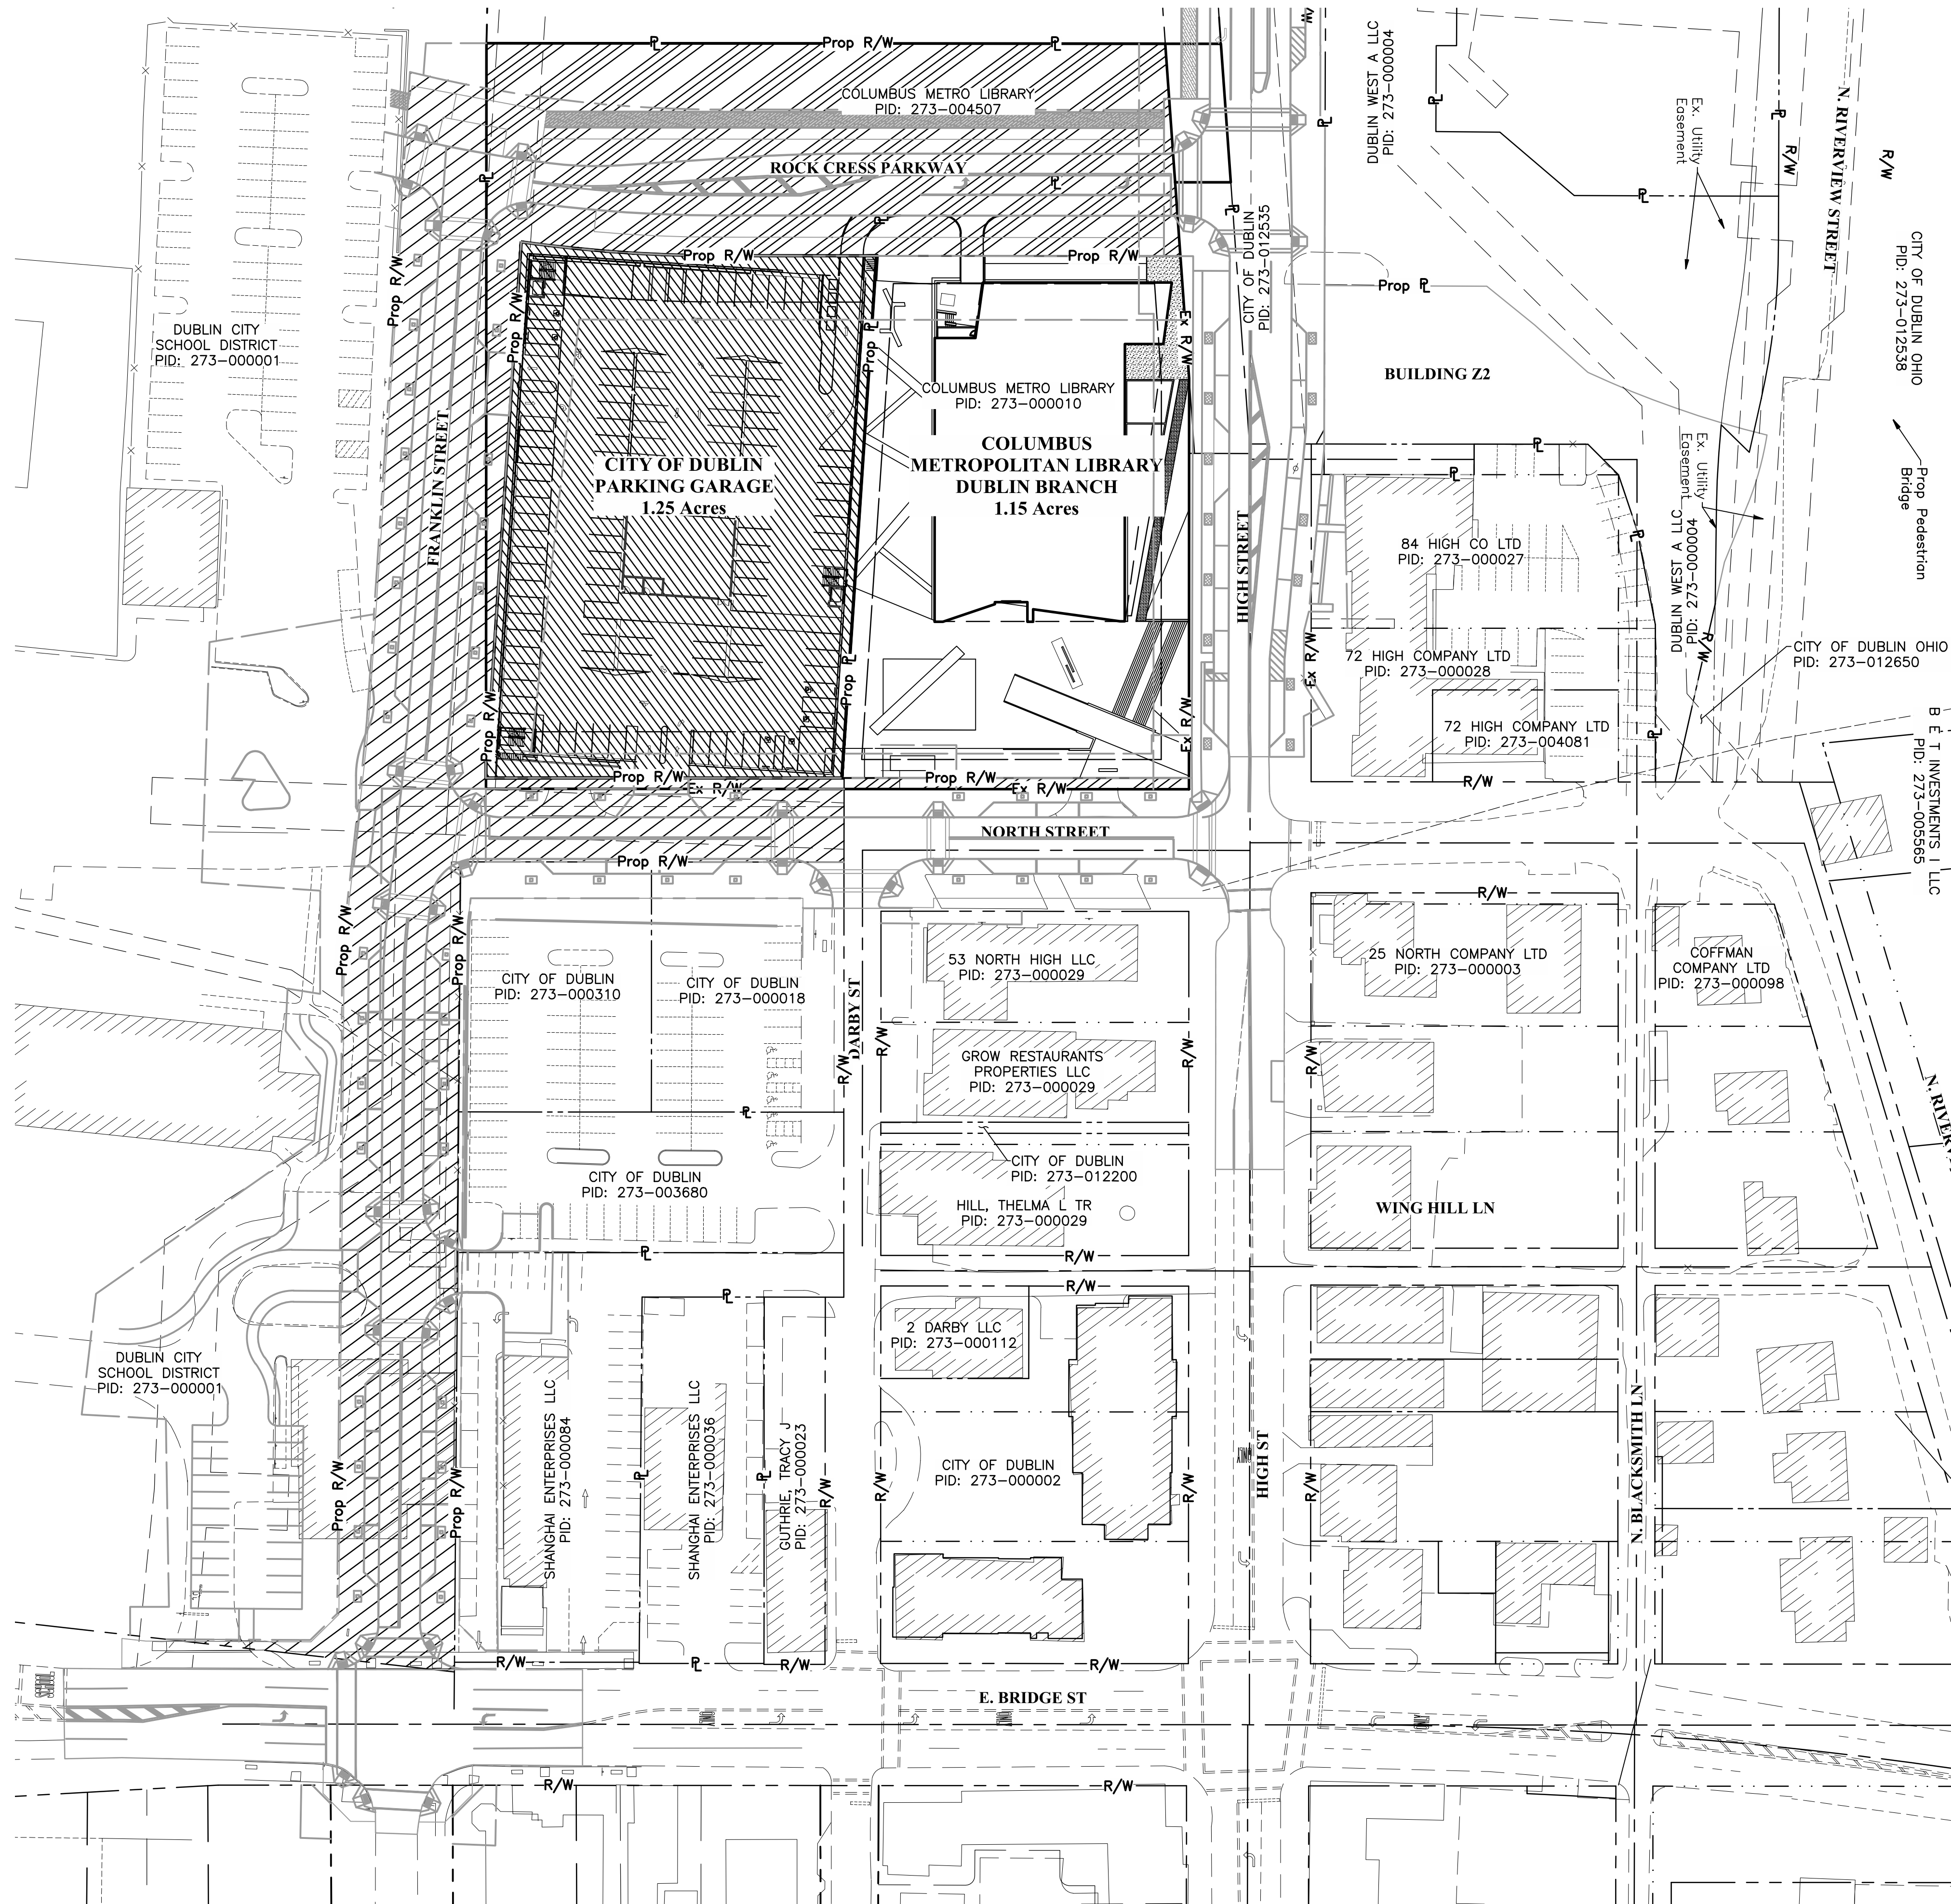 Prop R/W
R/W
COLUMBUS METRO LIBRARY
PID: 273-004507
DUBLIN WEST A LLC
PID: 273-000004
ROCK CRESS PARKWAY
Ex. Utility
Easement
R/W
N. RIVERVIEW STREET
R/W
CITY OF DUBLIN OHIO
PID: 273-012538
CITY OF DUBLIN
PID: 273-012535
Prop R/W
Prop R/W
Prop R/W
Prop R/W
Prop
DUBLIN CITY
SCHOOL DISTRICT
PID: 273-000001
Prop
Ex R/W
BUILDING Z2
COLUMBUS METRO LIBRARY
PID: 273-000010
FRANKLIN STREET
CITY OF DUBLIN
PARKING GARAGE
1.25 Acres
COLUMBUS
METROPOLITAN LIBRARY
DUBLIN BRANCH
1.15 Acres
HIGH STREET
Ex. Utility
Easement
Prop Pedestrian
Bridge
84 HIGH CO LTD
PID: 273-000027
DUBLIN WEST A LLC
PID: 273-000004
R/W
72 HIGH COMPANY LTD
PID: 273-000028
CITY OF DUBLIN OHIO
PID: 273-012650
Prop R/W
Prop
Ex R/W
Ex R/W
72 HIGH COMPANY LTD
PID: 273-004081
B E T INVESTMENTS I LLC
PID: 273-005565
Prop R/W
Prop R/W
Ex R/W
Ex R/W
R/W
NORTH STREET
Prop R/W
R/W
Prop R/W
Prop R/W
CITY OF DUBLIN
PID: 273-000310
CITY OF DUBLIN
PID: 273-000018
DARBY ST
53 NORTH HIGH LLC
PID: 273-000029
25 NORTH COMPANY LTD
PID: 273-000003
COFFMAN
COMPANY LTD
PID: 273-000098
R/W
R/W
GROW RESTAURANTS
PROPERTIES LLC
PID: 273-000029
R/W
R/W
CITY OF DUBLIN
PID: 273-003680
CITY OF DUBLIN
PID: 273-012200
HILL, THELMA L TR
PID: 273-000029
WING HILL LN
R/W
R/W
2 DARBY LLC
PID: 273-000112
DUBLIN CITY
SCHOOL DISTRICT
PID: 273-000001
SHANGHAI ENTERPRISES LLC
PID: 273-000084
SHANGHAI ENTERPRISES LLC
PID: 273-000036
GUTHRIE, TRACY J
PID: 273-000023
CITY OF DUBLIN
PID: 273-000002
HIGH ST
N. BLACKSMITH LN
Prop R/W
Prop R/W
R/W
R/W
R/W
R/W
R/W
R/W
R/W
E. BRIDGE ST
R/W
R/W